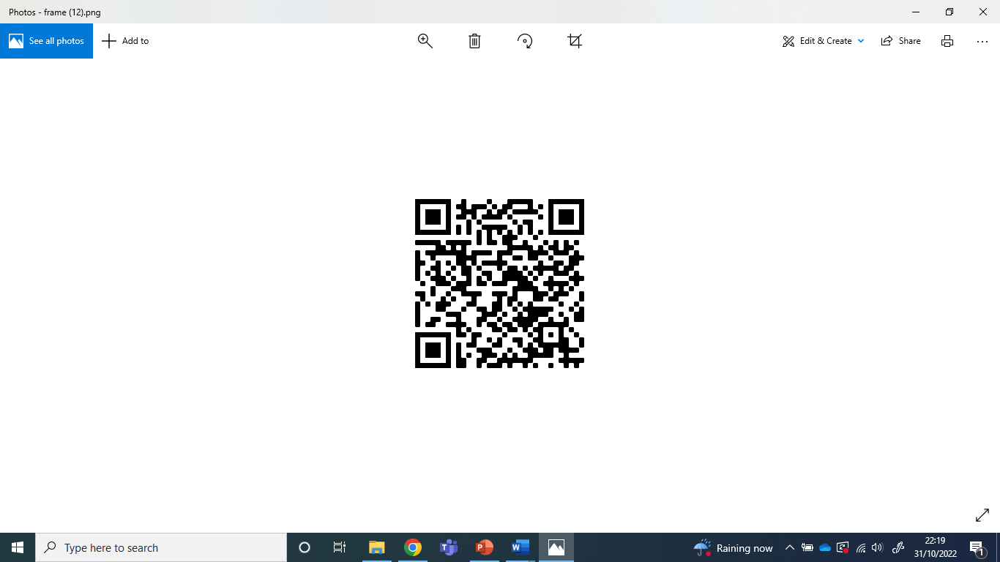 Photos - frame (12).png
See all photos
Add to
Edit & Create
Share
Type here to search
Raining now
22:19
31/10/2022
1